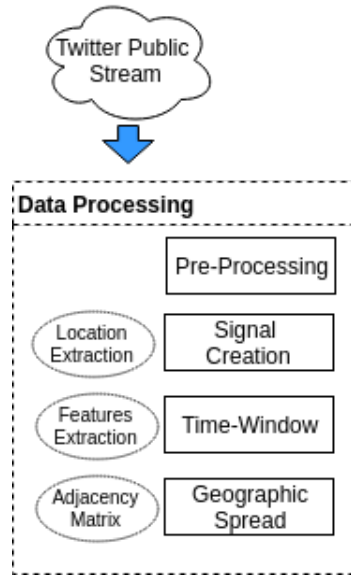 Twitter Public
Stream
Data Processing
Pre-Processing
Location
Extraction
Signal
Creation
Features
Extraction
Time-Window
Adjacency
Matrix
Geographic
Spread